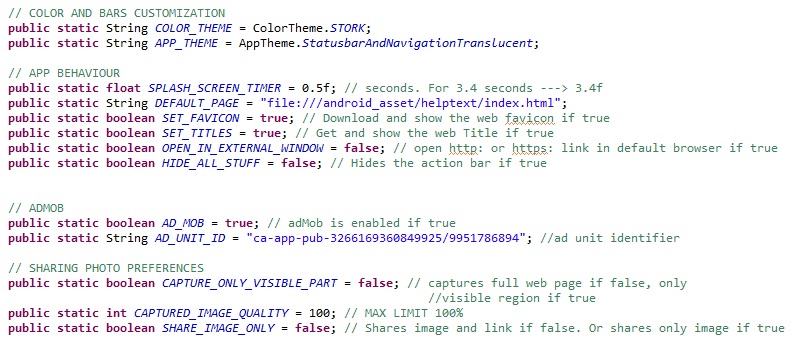 // COLOR AND BARS CUSTOMIZATION
public static String COLOR_THEME = ColorTheme.STORK;
public static String APP_THEME = AppTheme.StatusbarAndNavigationTranslucent;
// APP BEHAVIOUR
public static float SPLASH_SCREEN_TIMER = 0.5f; // seconds. For 3.4 seconds ---> 3.4f
public static String DEFAULT_PAGE = "file:///android_asset/helptext/index.html";
public static boolean SET_FAVICON = true; // Download and show the web favicon if true
public static boolean SET_TITLES = true; // Get and show the web Title if true
public static boolean OPEN_IN_EXTERNAL_WINDOW = false; // open http: or https: link in default browser if true
public static boolean HIDE_ALL_STUFF = false; // Hides the action bar if true
// ADMOB
public static boolean AD_MOB = true; // adMob is enabled if true
public static String AD_UNIT_ID = "ca-app-pub-3266169360849925/9951786894"; //ad unit identifier
// SHARING PHOTO PREFERENCES
public static boolean CAPTURE_ONLY_VISIBLE_PART = false; // captures full web page if false, only
//visible region if true
public static int CAPTURED_IMAGE_QUALITY = 100; // MAX LIMIT 100%
public static boolean SHARE_IMAGE_ONLY = false; // Shares image and link if false. Or shares only image if true